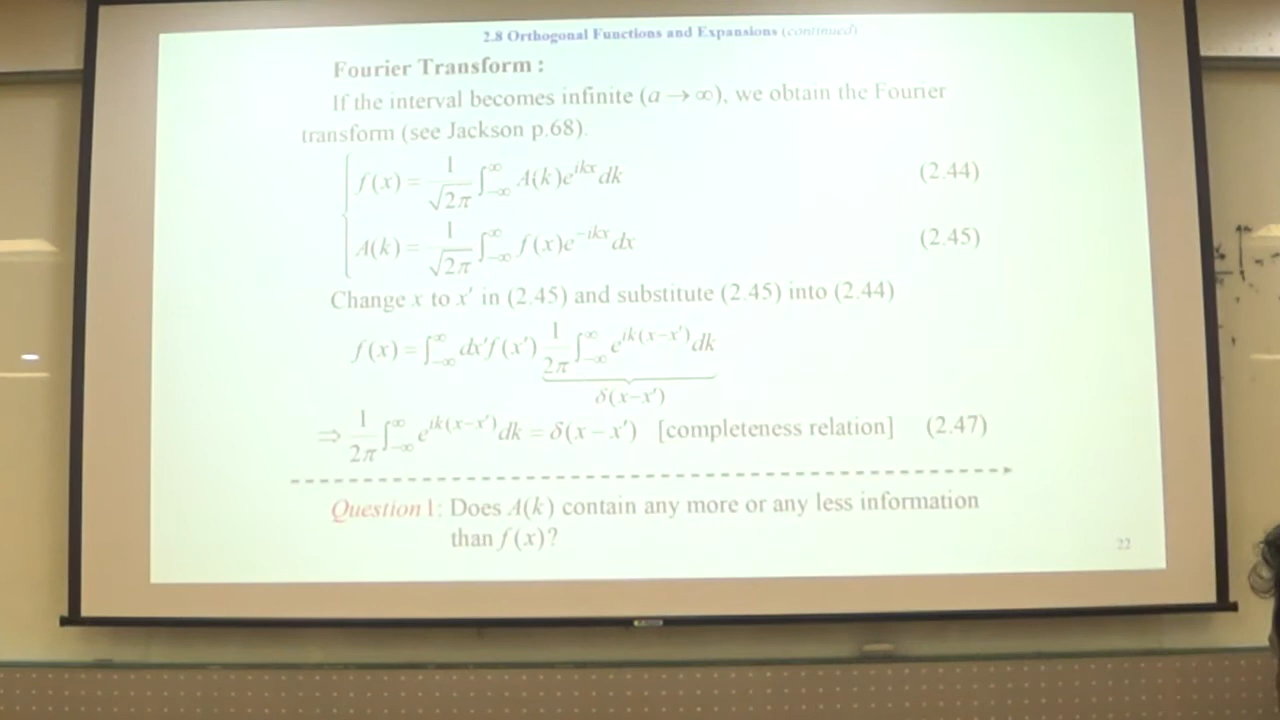 2.8 Orthogonal Functions and Expansions (continued)
Fourier Transform :
If the interval becomes infinite (a → ∞), we obtain the Fourier
transform (see Jackson p.68).
f(x) = 1/√2π ∫_{-∞}^{∞} A(k)e^{ikx} dk (2.44)
A(k) = 1/√2π ∫_{-∞}^{∞} f(x)e^{-ikx} dx (2.45)
Change x to x′ in (2.45) and substitute (2.45) into (2.44)
f(x) = ∫_{-∞}^{∞} dx′f(x′) 1/2π ∫_{-∞}^{∞} e^{ik(x-x′)} dk
δ(x-x′)
⇒ 1/2π ∫_{-∞}^{∞} e^{ik(x-x′)} dk = δ(x-x′) [completeness relation] (2.47)
Question 1: Does A(k) contain any more or any less information
than f(x)?
22